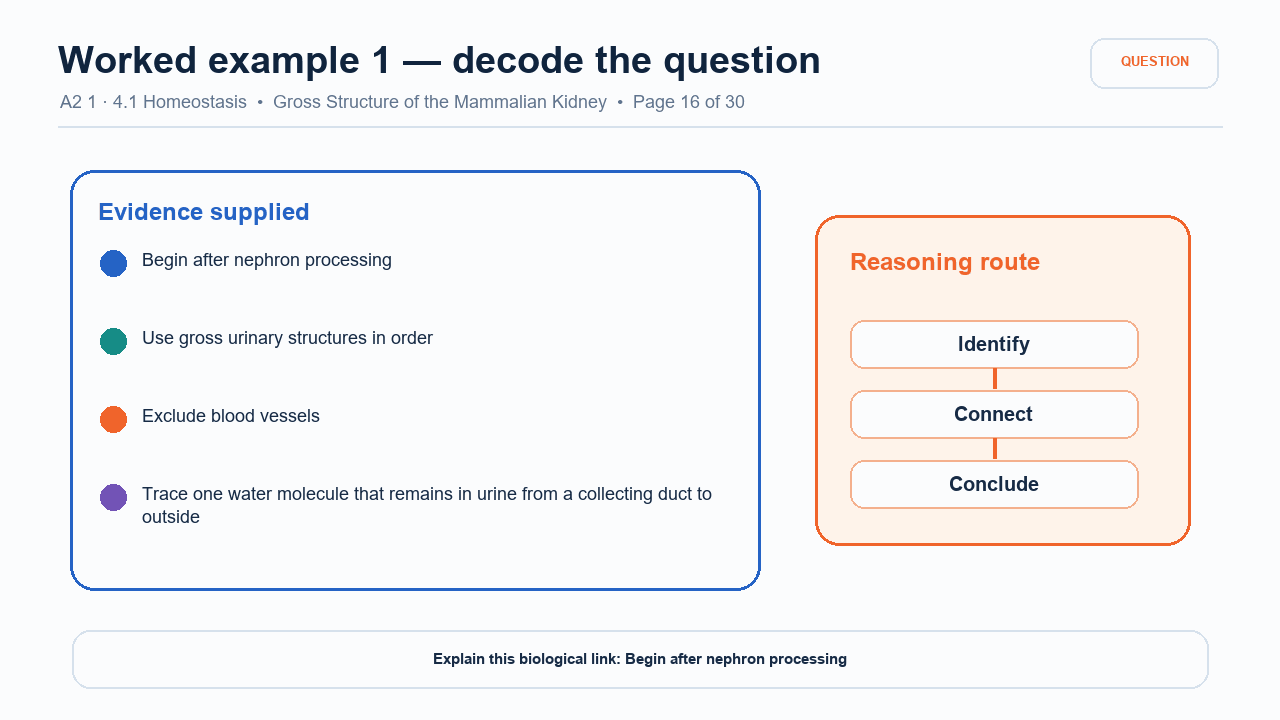 Worked example 1 — decode the question
QUESTION
A2 1 · 4.1 Homeostasis • Gross Structure of the Mammalian Kidney • Page 16 of 30
Evidence supplied
Begin after nephron processing
Use gross urinary structures in order
Exclude blood vessels
Trace one water molecule that remains in urine from a collecting duct to
outside
Reasoning route
Identify
Connect
Conclude
Explain this biological link: Begin after nephron processing